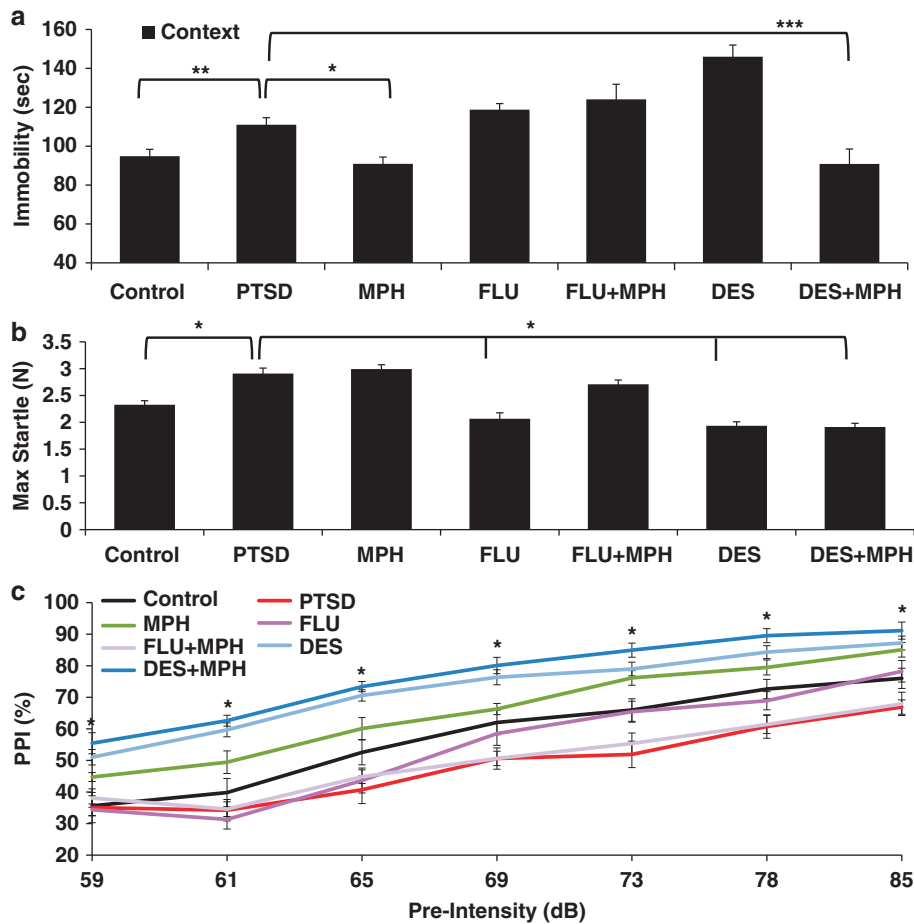 a
Context
Immobility (sec)
160
140
120
100
80
60
40
**
*
***
Control PTSD MPH FLU FLU+MPH DES DES+MPH
b
Max Startle (N)
3.5
3
2.5
2
1.5
1
0.5
0
*
*
Control PTSD MPH FLU FLU+MPH DES DES+MPH
c
Control PTSD
MPH FLU
FLU+MPH DES
DES+MPH
PPI (%)
100
90
80
70
60
50
40
30
20
* * * * * * *
59 61 65 69 73 78 85
Pre-Intensity (dB)